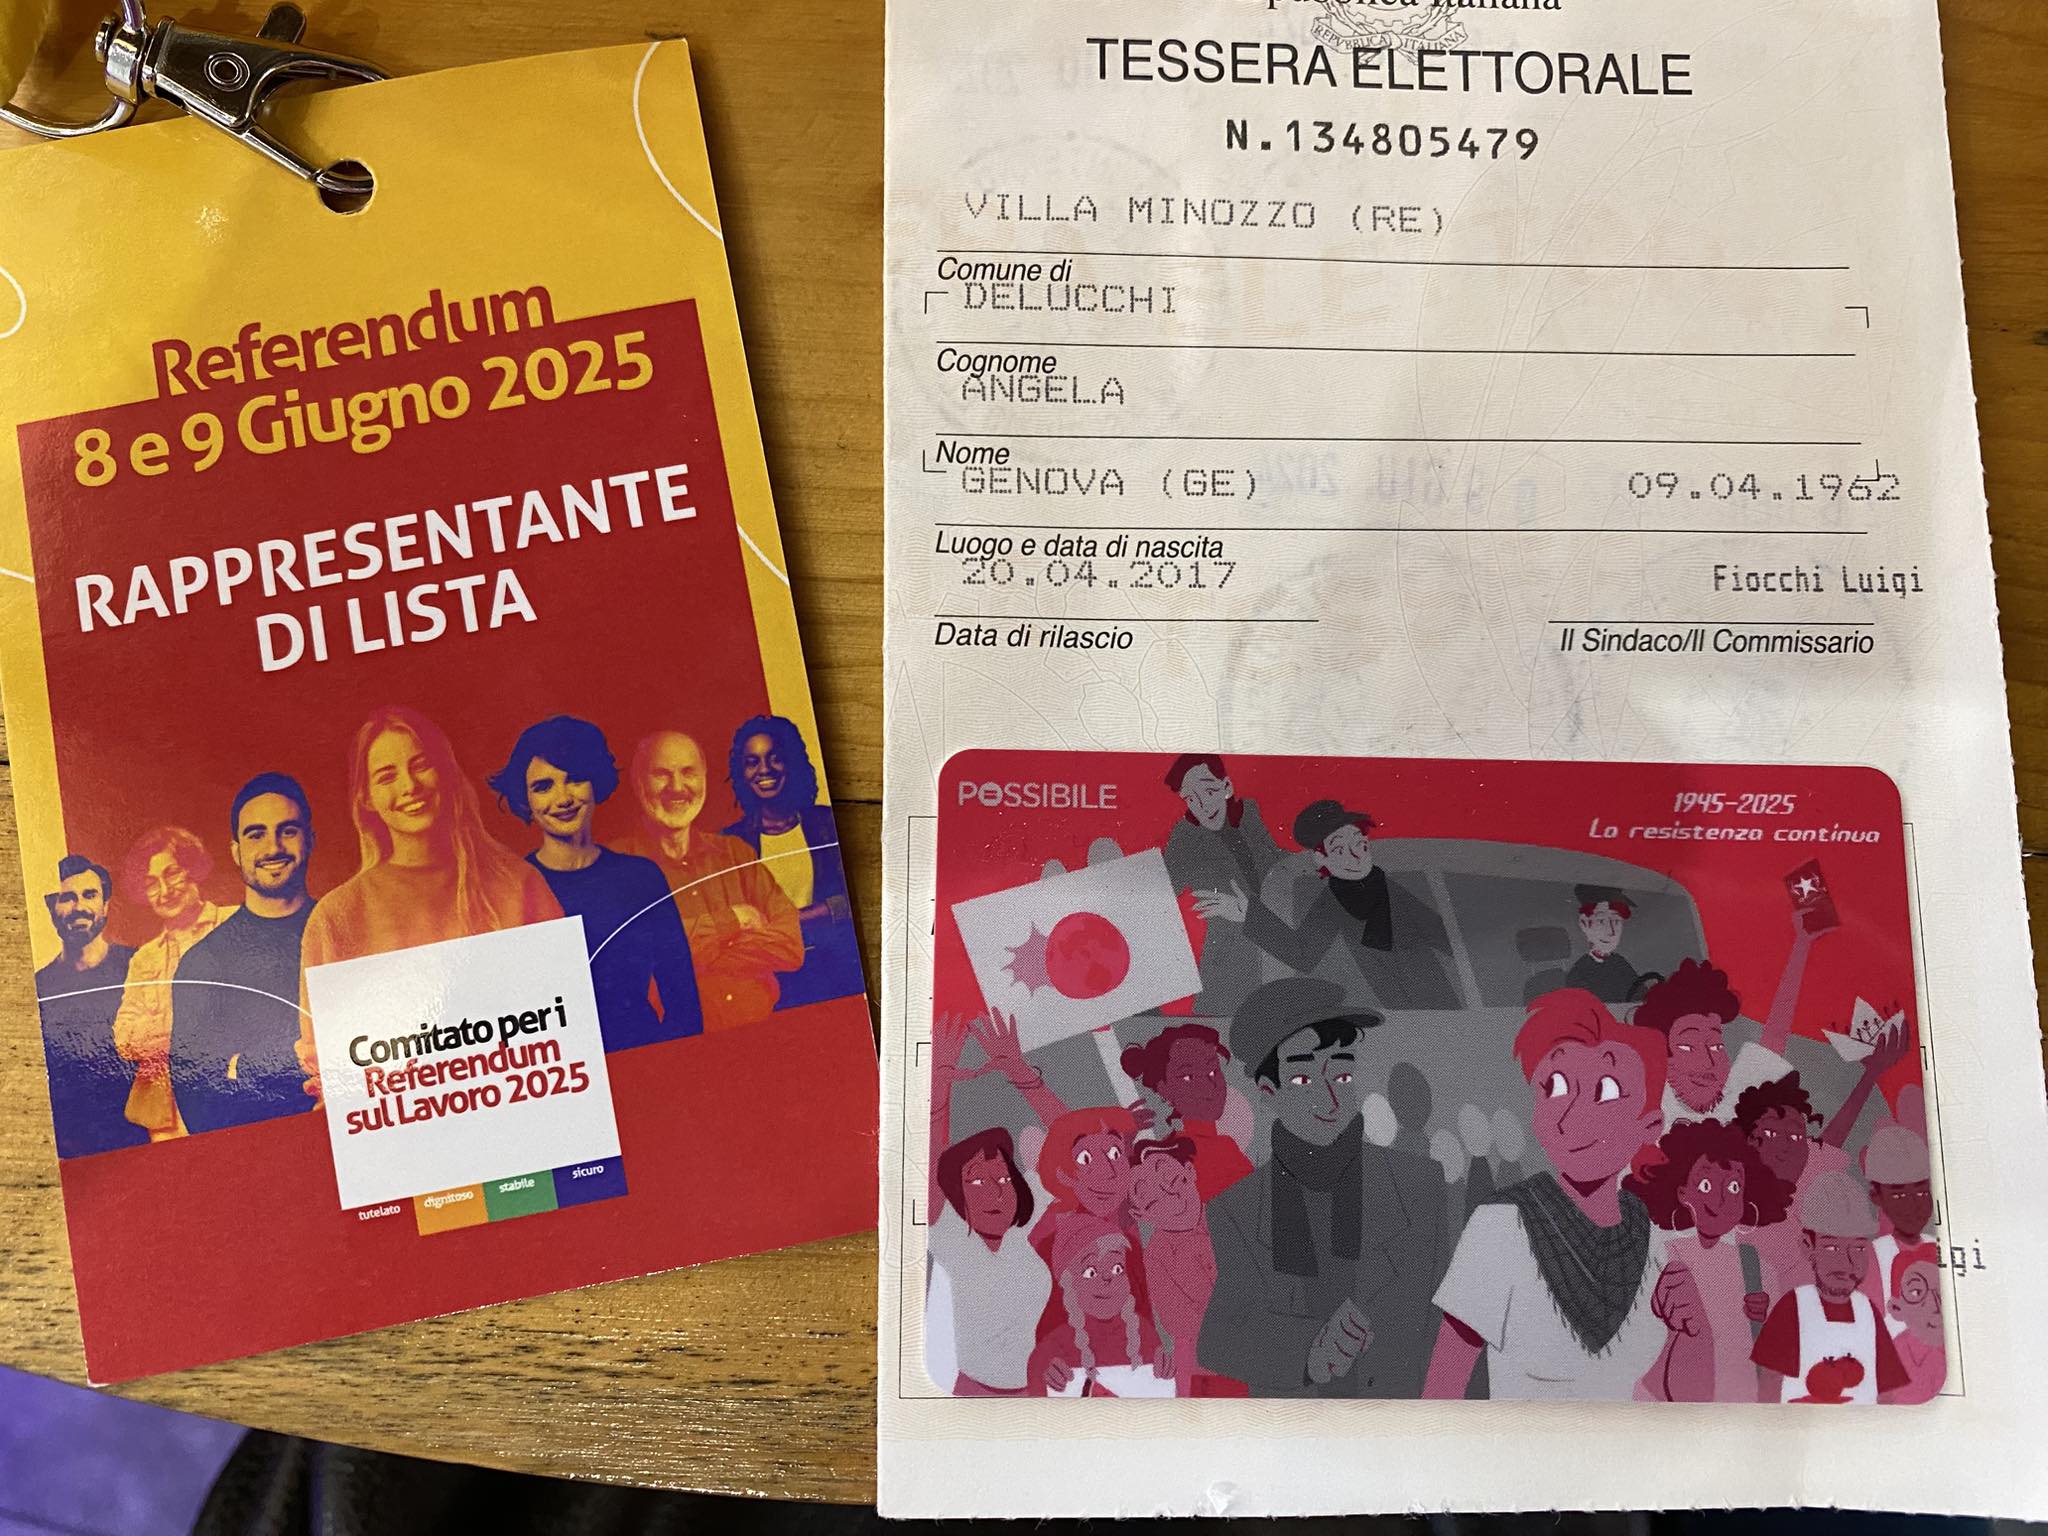 Referendum
8 e 9 Giugno 2025
RAPPRESENTANTE
DI LISTA
Comitato per i
Referendum
sul Lavoro 2025
tutelato
dignitoso
stabile
sicuro
TESSERA ELETTORALE
N.134805479
VILLA MINOZZO (RE)
Comune di
DELUCCHI
Cognome
ANGELA
Nome
GENOVA (GE) 09.04.1962
Luogo e data di nascita
20.04.2017 Fiocchi Luigi
Data di rilascio Il Sindaco/Il Commissario
POSSIBILE
1945-2025
La resistenza continua